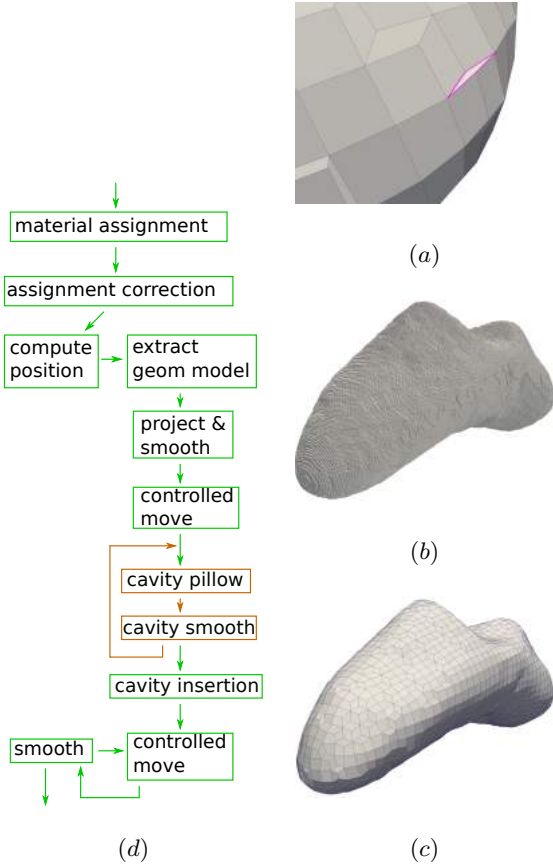 material assignment
assignment correction
compute
position
extract
geom model
project &
smooth
controlled
move
cavity pillow
cavity smooth
cavity insertion
smooth
controlled
move
(d)
(a)
(b)
(c)